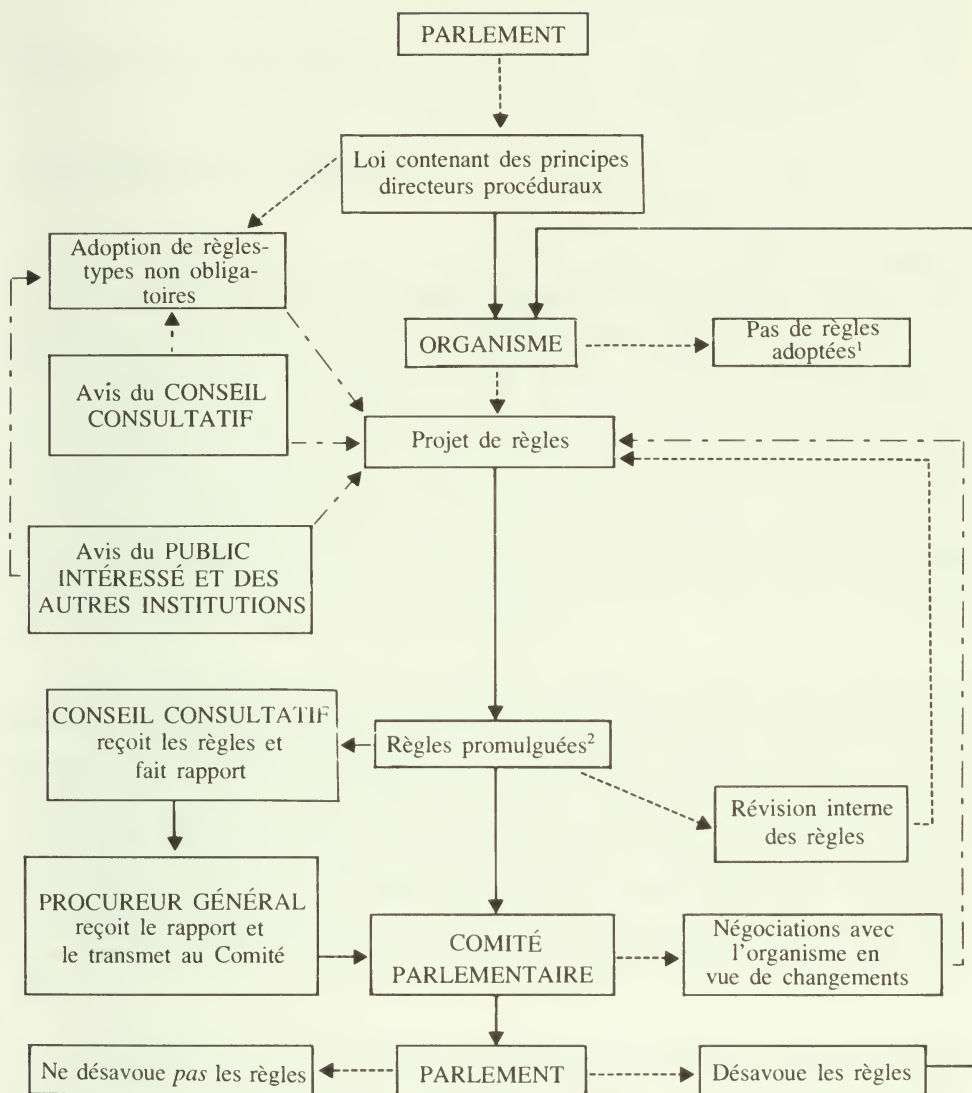 PARLEMENT
Loi contenant des principes
directeurs procéduraux
Adoption de règles-
types non obliga-
toires
ORGANISME
Pas de règles
adoptées¹
Avis du CONSEIL
CONSULTATIF
Projet de règles
Avis du PUBLIC
INTÉRESSÉ ET DES
AUTRES INSTITUTIONS
CONSEIL CONSULTATIF
reçoit les règles et
fait rapport
Règles promulguées²
Révision interne
des règles
PROCUREUR GÉNÉRAL
reçoit le rapport et
le transmet au Comité
COMITÉ
PARLEMENTAIRE
Négociations avec
l'organisme en
vue de changements
Ne désavoue pas les règles
PARLEMENT
Désavoue les règles